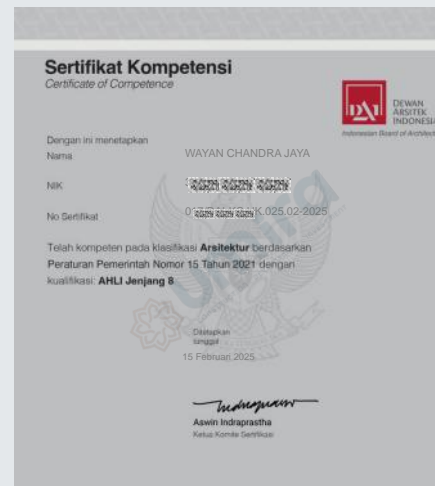 Sertifikat Kompetensi
Certificate of Competence
DEWAN
ARSITEK
INDONESIA
Indonesian Board of Architect
Dengan ini menetapkan
Nama WAYAN CHANDRA JAYA
NIK
No Sertifikat K.025.02-2025
Telah kompeten pada klasifikasi Arsitektur berdasarkan
Peraturan Pemerintah Nomor 15 Tahun 2021 dengan
kualifikasi: AHLI Jenjang 8
Ditetapkan
tanggal
15 Februari 2025
Aswin Indraprastha
Ketua Komite Sertifikasi